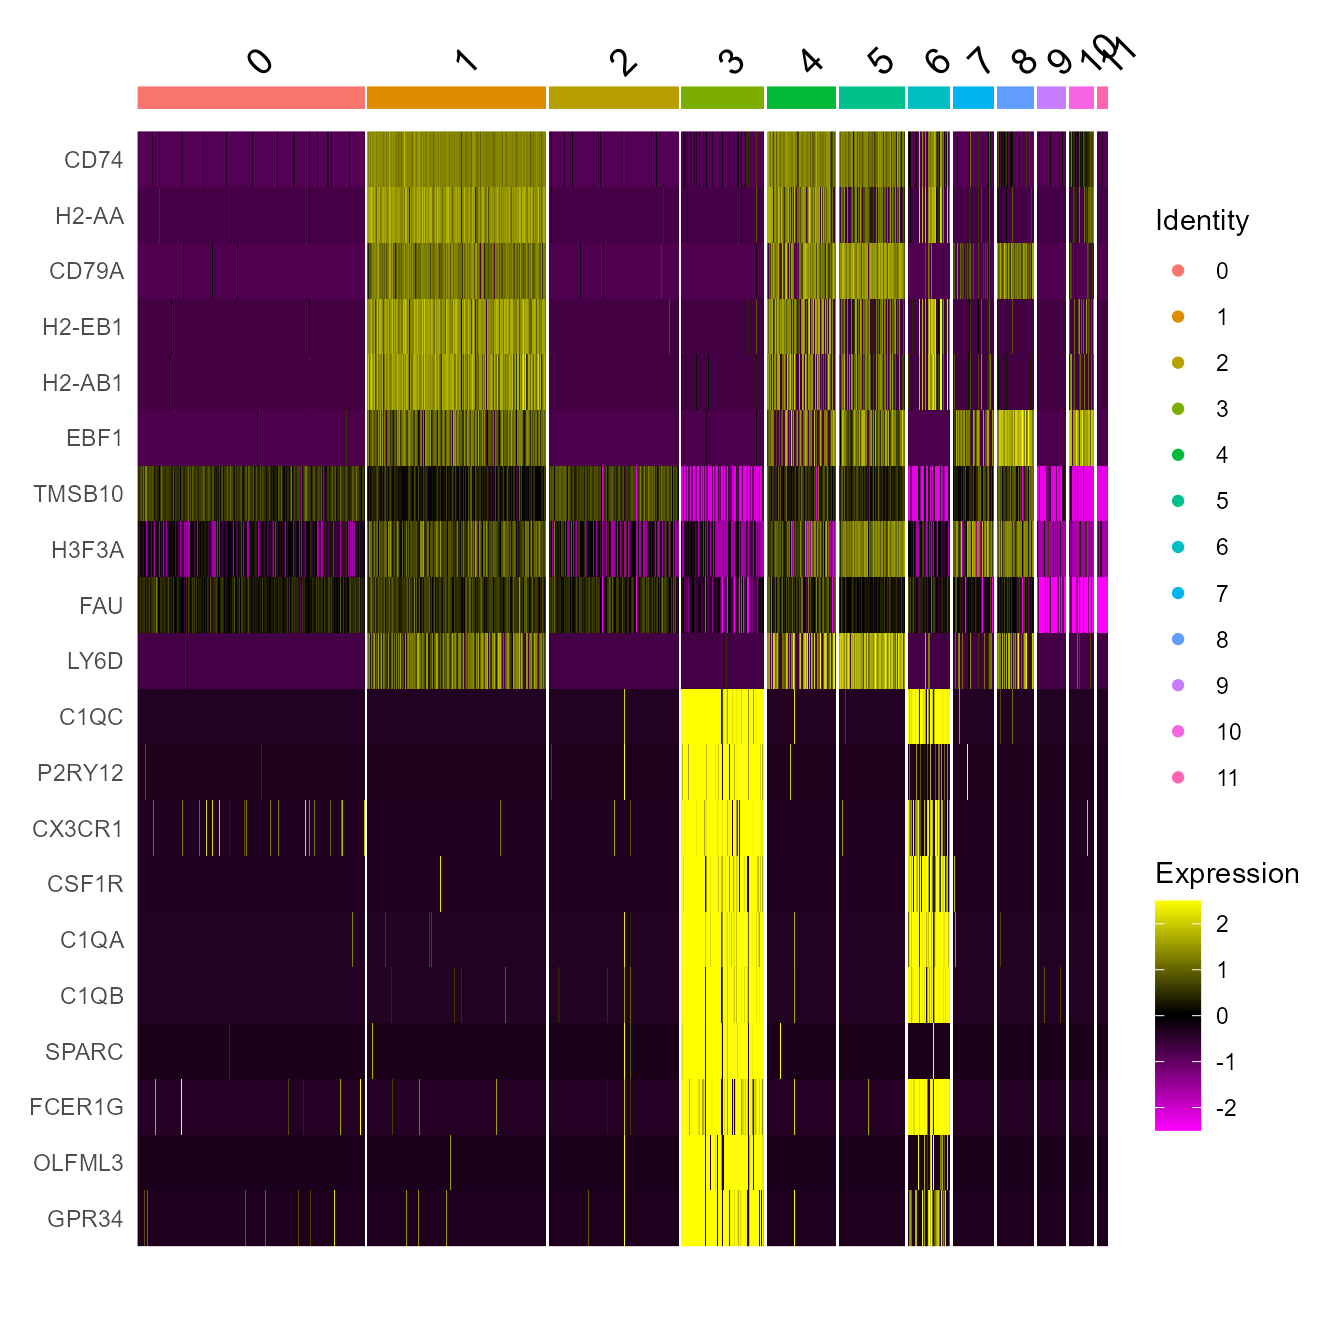 0 1 2 3 4 5 6 7 8 9 10 11
CD74
H2-AA
CD79A
H2-EB1
H2-AB1
EBF1
TMSB10
H3F3A
FAU
LY6D
C1QC
P2RY12
CX3CR1
CSF1R
C1QA
C1QB
SPARC
FCER1G
OLFML3
GPR34
Identity
0
1
2
3
4
5
6
7
8
9
10
11
Expression
2
1
0
-1
-2